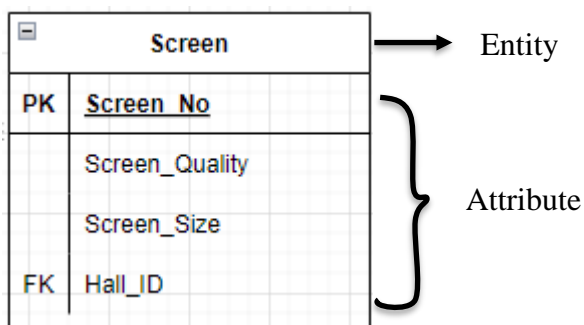 Screen
Entity
PK Screen_No
Screen_Quality
Attribute
Screen_Size
FK Hall_ID